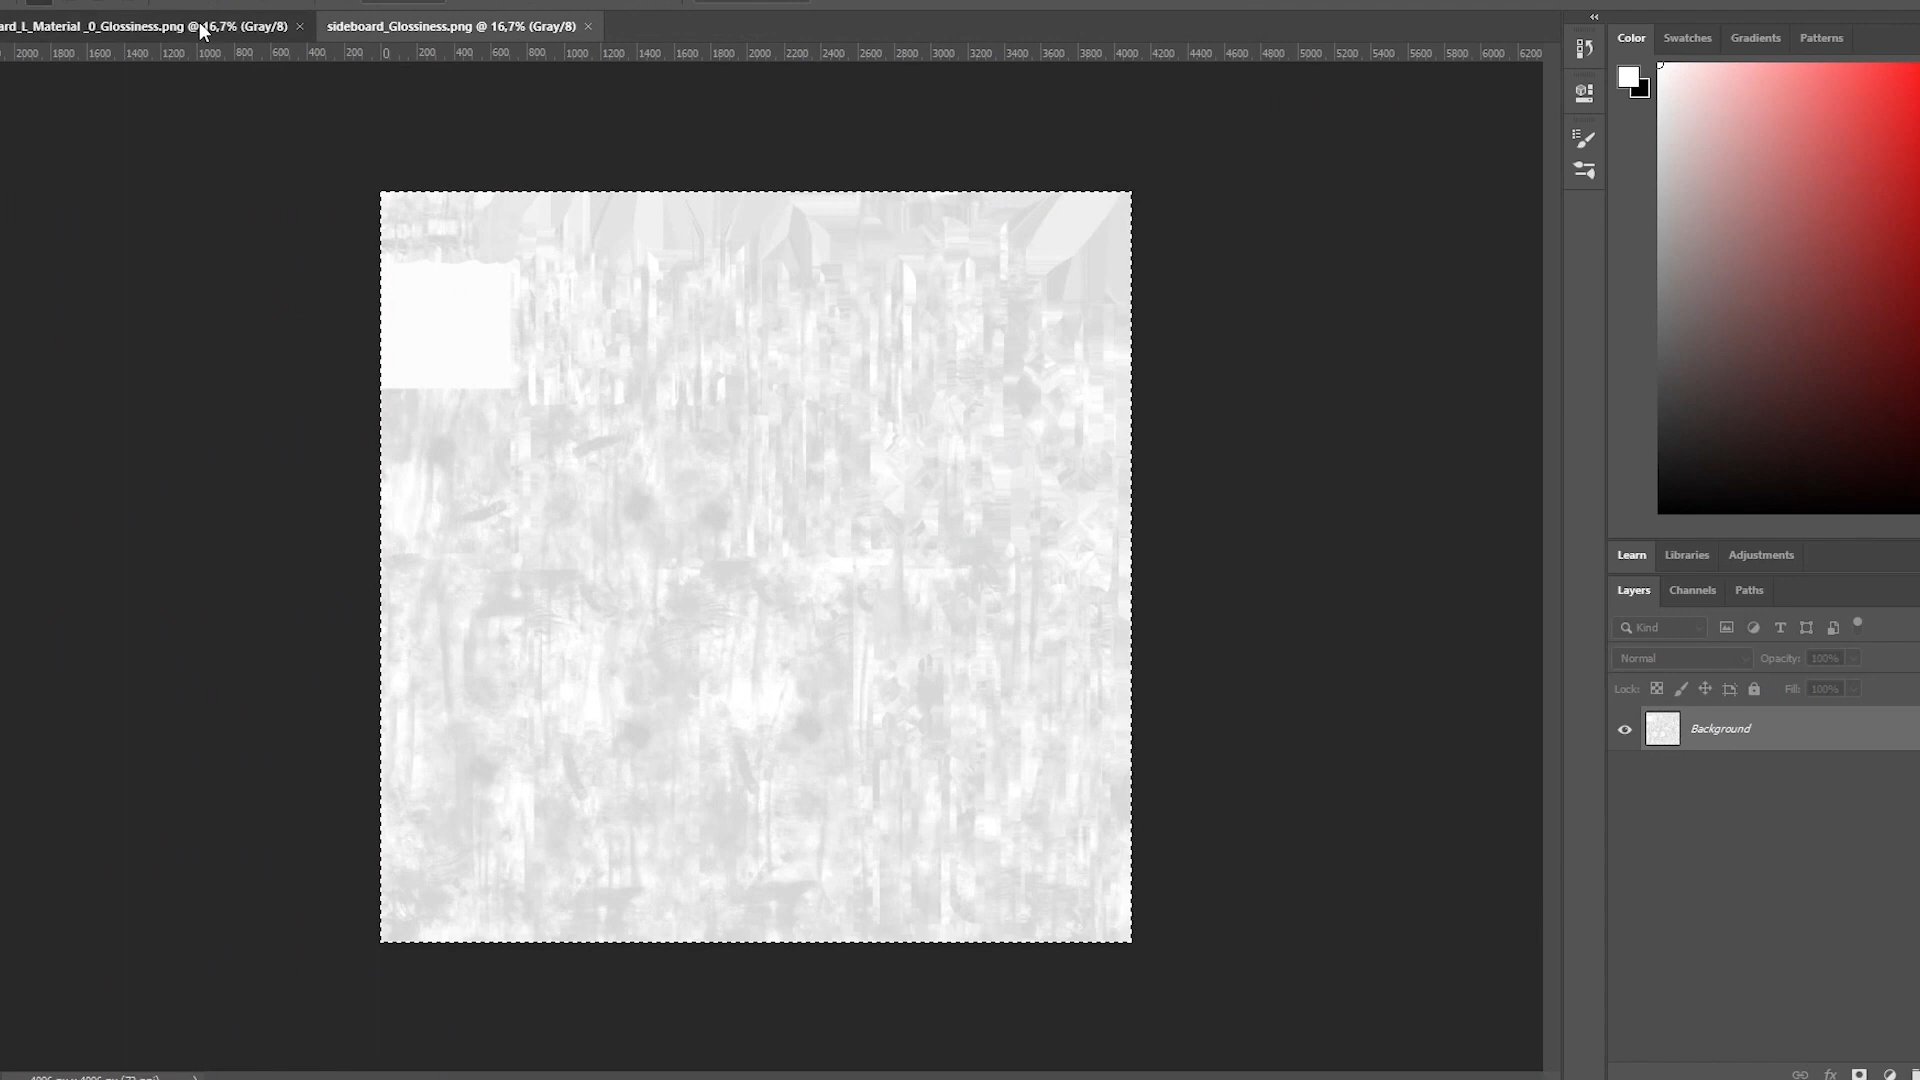 ard_L_Material _0_Glossiness.png @ 16,7% (Gray/8) ×
sideboard_Glossiness.png @ 16,7% (Gray/8) ×
2000 1800 1600 1400 1200 1000 800 600 400 200 0 200 400 600 800 1000 1200 1400 1600 1800 2000 2200 2400 2600 2800 3000 3200 3400 3600 3800 4000 4200 4400 4600 4800 5000 5200 5400 5600 5800 6000 6200
Color Swatches Gradients Patterns
Learn Libraries Adjustments
Layers Channels Paths
Kind
Normal Opacity: 100%
Lock: Fill: 100%
Background
fx